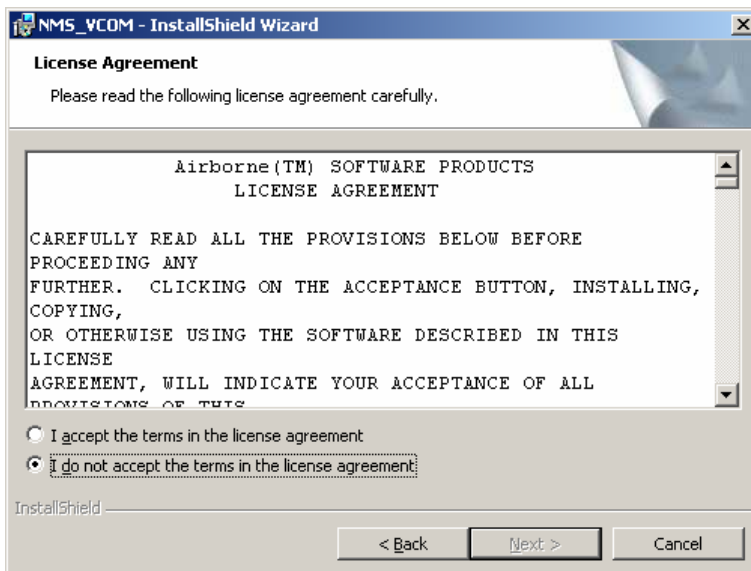 NMS_VCOM - InstallShield Wizard
License Agreement
Please read the following license agreement carefully.
Airborne(TM) SOFTWARE PRODUCTS
LICENSE AGREEMENT
CAREFULLY READ ALL THE PROVISIONS BELOW BEFORE
PROCEEDING ANY
FURTHER.  CLICKING ON THE ACCEPTANCE BUTTON, INSTALLING,
COPYING,
OR OTHERWISE USING THE SOFTWARE DESCRIBED IN THIS
LICENSE
AGREEMENT, WILL INDICATE YOUR ACCEPTANCE OF ALL
PROVISIONS OF THIS
I accept the terms in the license agreement
I do not accept the terms in the license agreement
InstallShield
< Back
Next >
Cancel